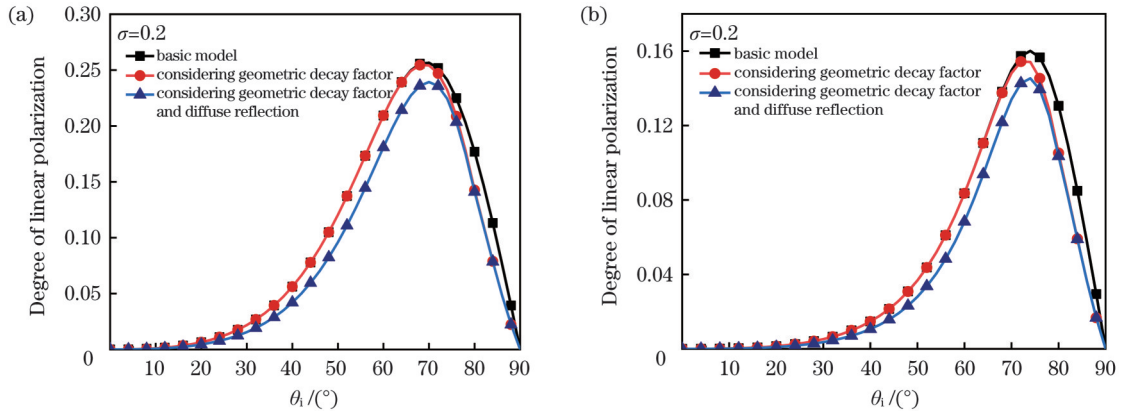 (a)
0.30
0.25
0.20
0.15
0.10
0.05
0
Degree of linear polarization
σ=0.2
basic model
considering geometric decay factor
considering geometric decay factor
and diffuse reflection
10 20 30 40 50 60 70 80 90
θi /(°)
(b)
0.16
0.12
0.08
0.04
0
Degree of linear polarization
σ=0.2
basic model
considering geometric decay factor
considering geometric decay factor
and diffuse reflection
10 20 30 40 50 60 70 80 90
θi /(°)